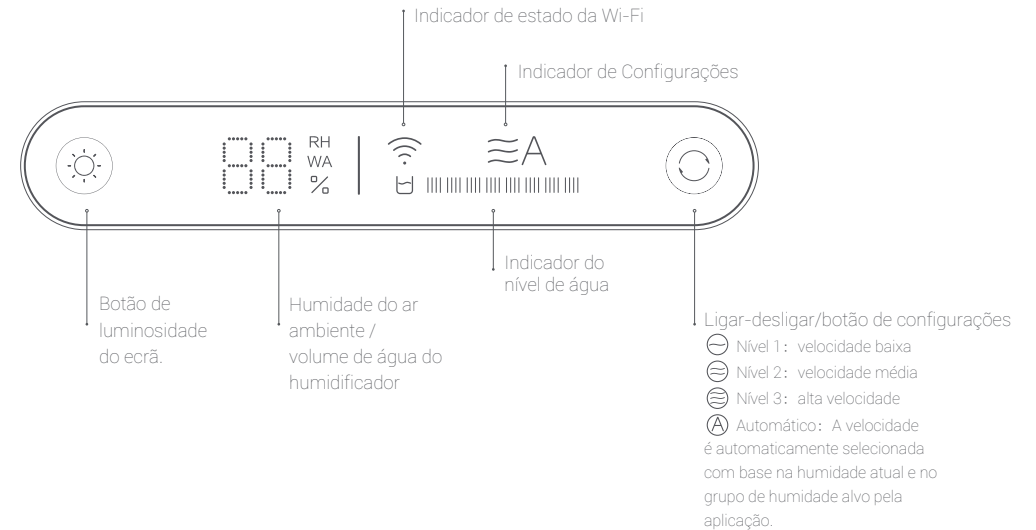 Indicador de estado da Wi-Fi
Indicador de Configurações
88 RH
WA
%
A
Indicador do
nível de água
Botão de
luminosidade
do ecrã.
Humidade do ar
ambiente /
volume de água do
humidificador
Ligar-desligar/botão de configurações
Nível 1: velocidade baixa
Nível 2: velocidade média
Nível 3: alta velocidade
A Automático: A velocidade
é automaticamente selecionada
com base na humidade atual e no
grupo de humidade alvo pela
aplicação.